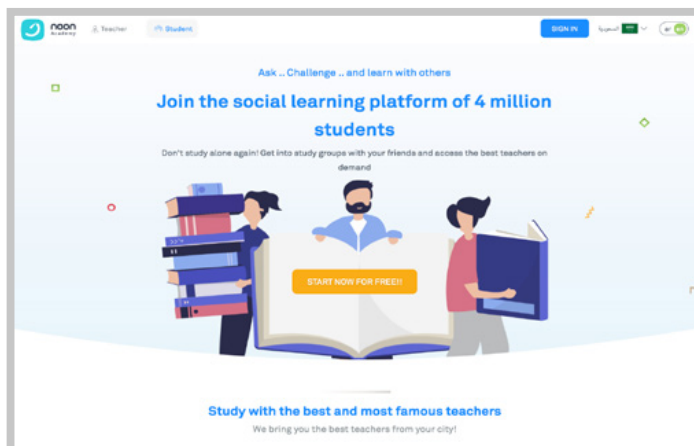 noon
academy
Teacher
Student
SIGN IN
السعودية
ar
en
Ask .. Challenge .. and learn with others
Join the social learning platform of 4 million
students
Don't study alone again! Get into study groups with your friends and access the best teachers on
demand
START NOW FOR FREE!!
Study with the best and most famous teachers
We bring you the best teachers from your city!